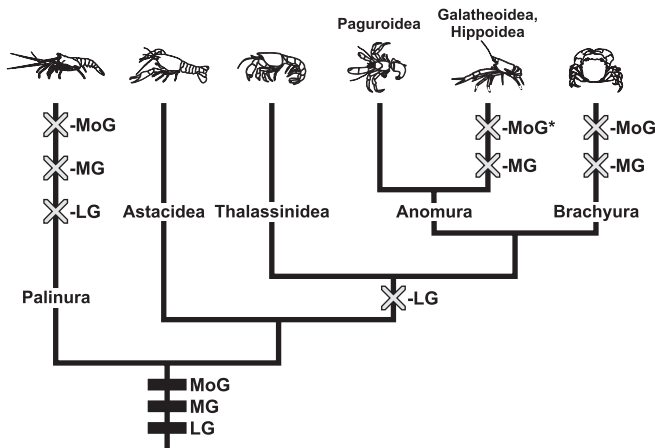 Paguroidea
Galatheoidea,
Hippoidea
-MoG
-MoG*
-MoG
-MG
-MG
-MG
-LG
Astacidea
Thalassinidea
Anomura
Brachyura
Palinura
-LG
MoG
MG
LG